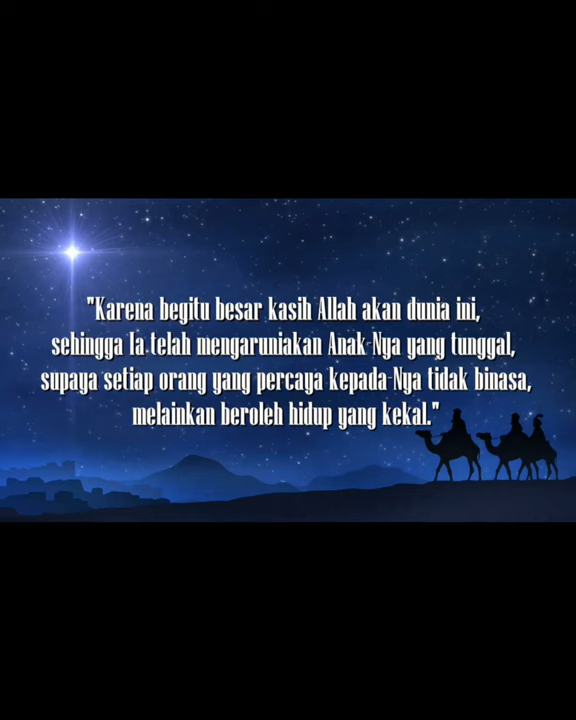 "Karena begitu besar kasih Allah akan dunia ini,
sehingga Ia telah mengaruniakan Anak-Nya yang tunggal,
supaya setiap orang yang percaya kepada-Nya tidak binasa,
melainkan beroleh hidup yang kekal."